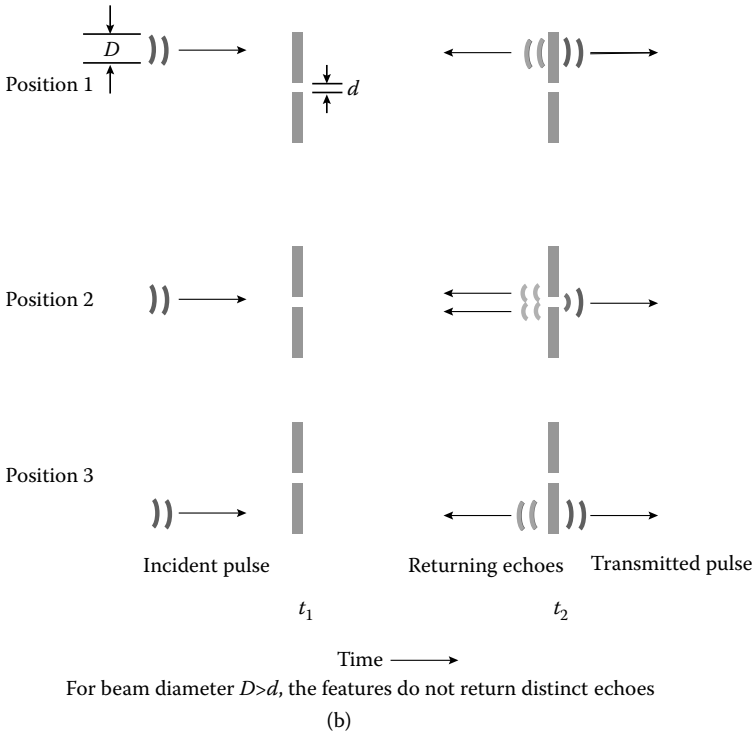 D
Position 1
d
Position 2
Position 3
Incident pulse Returning echoes Transmitted pulse
t₁ t₂
Time
For beam diameter D>d, the features do not return distinct echoes
(b)